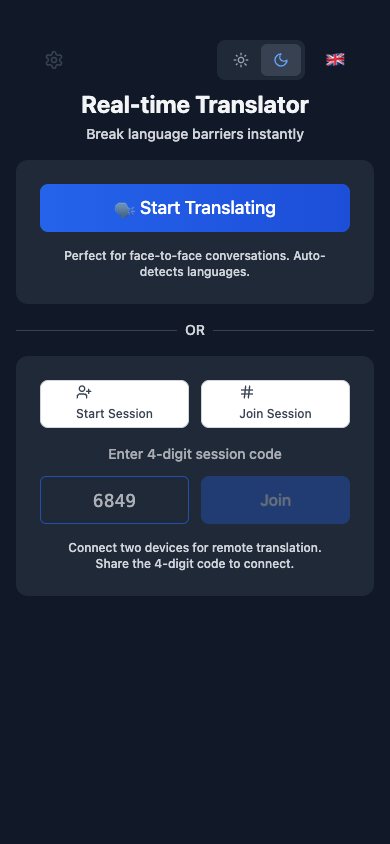 Real-time Translator
Break language barriers instantly
Start Translating
Perfect for face-to-face conversations. Auto-
detects languages.
OR
Start Session
Join Session
Enter 4-digit session code
6849
Join
Connect two devices for remote translation.
Share the 4-digit code to connect.